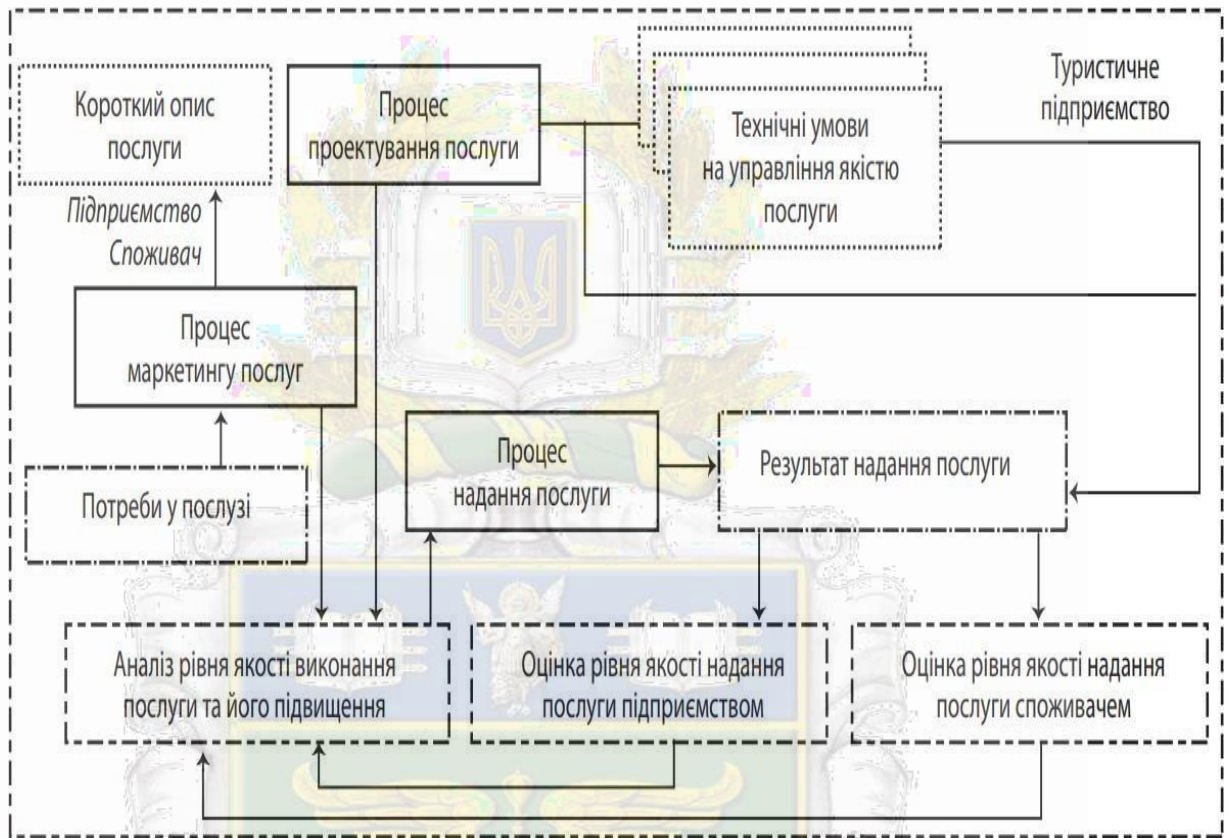 Короткий опис
послуги
Процес
проектування послуги
Технічні умови
на управління якістю
послуги
Туристичне
підприємство
Підприємство
Споживач
Процес
маркетингу послуг
Потреби у послузі
Процес
надання послуги
Результат надання послуги
Аналіз рівня якості виконання
послуги та його підвищення
Оцінка рівня якості надання
послуги підприємством
Оцінка рівня якості надання
послуги споживачем